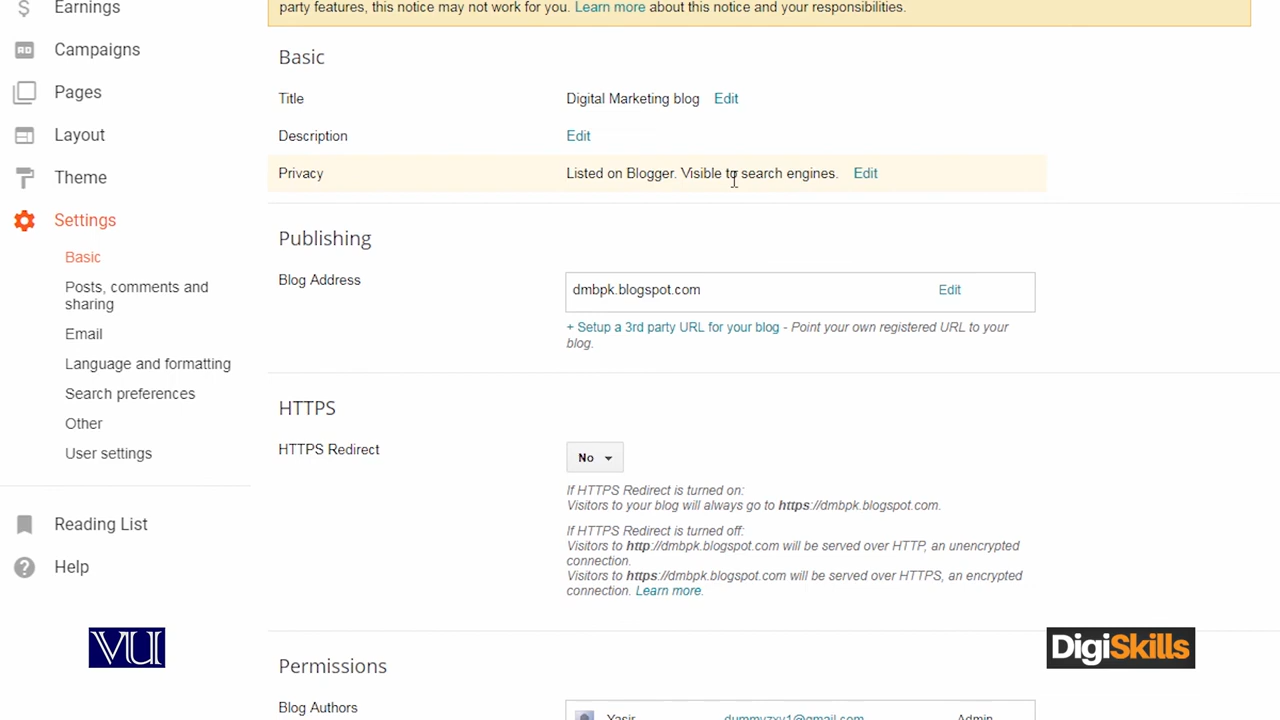 Earnings
Campaigns
Pages
Layout
Theme
Settings
Basic
Posts, comments and
sharing
Email
Language and formatting
Search preferences
Other
User settings
Reading List
Help
VU
party features, this notice may not work for you. Learn more about this notice and your responsibilities.
Basic
Title Digital Marketing blog Edit
Description Edit
Privacy Listed on Blogger. Visible to search engines. Edit
Publishing
Blog Address dmbpk.blogspot.com Edit
+ Setup a 3rd party URL for your blog - Point your own registered URL to your
blog.
HTTPS
HTTPS Redirect No
If HTTPS Redirect is turned on:
Visitors to your blog will always go to https://dmbpk.blogspot.com.
If HTTPS Redirect is turned off:
Visitors to http://dmbpk.blogspot.com will be served over HTTP, an unencrypted
connection.
Visitors to https://dmbpk.blogspot.com will be served over HTTPS, an encrypted
connection. Learn more.
Permissions
Blog Authors Yasir dummyzxy1@gmail.com Admin
DigiSkills